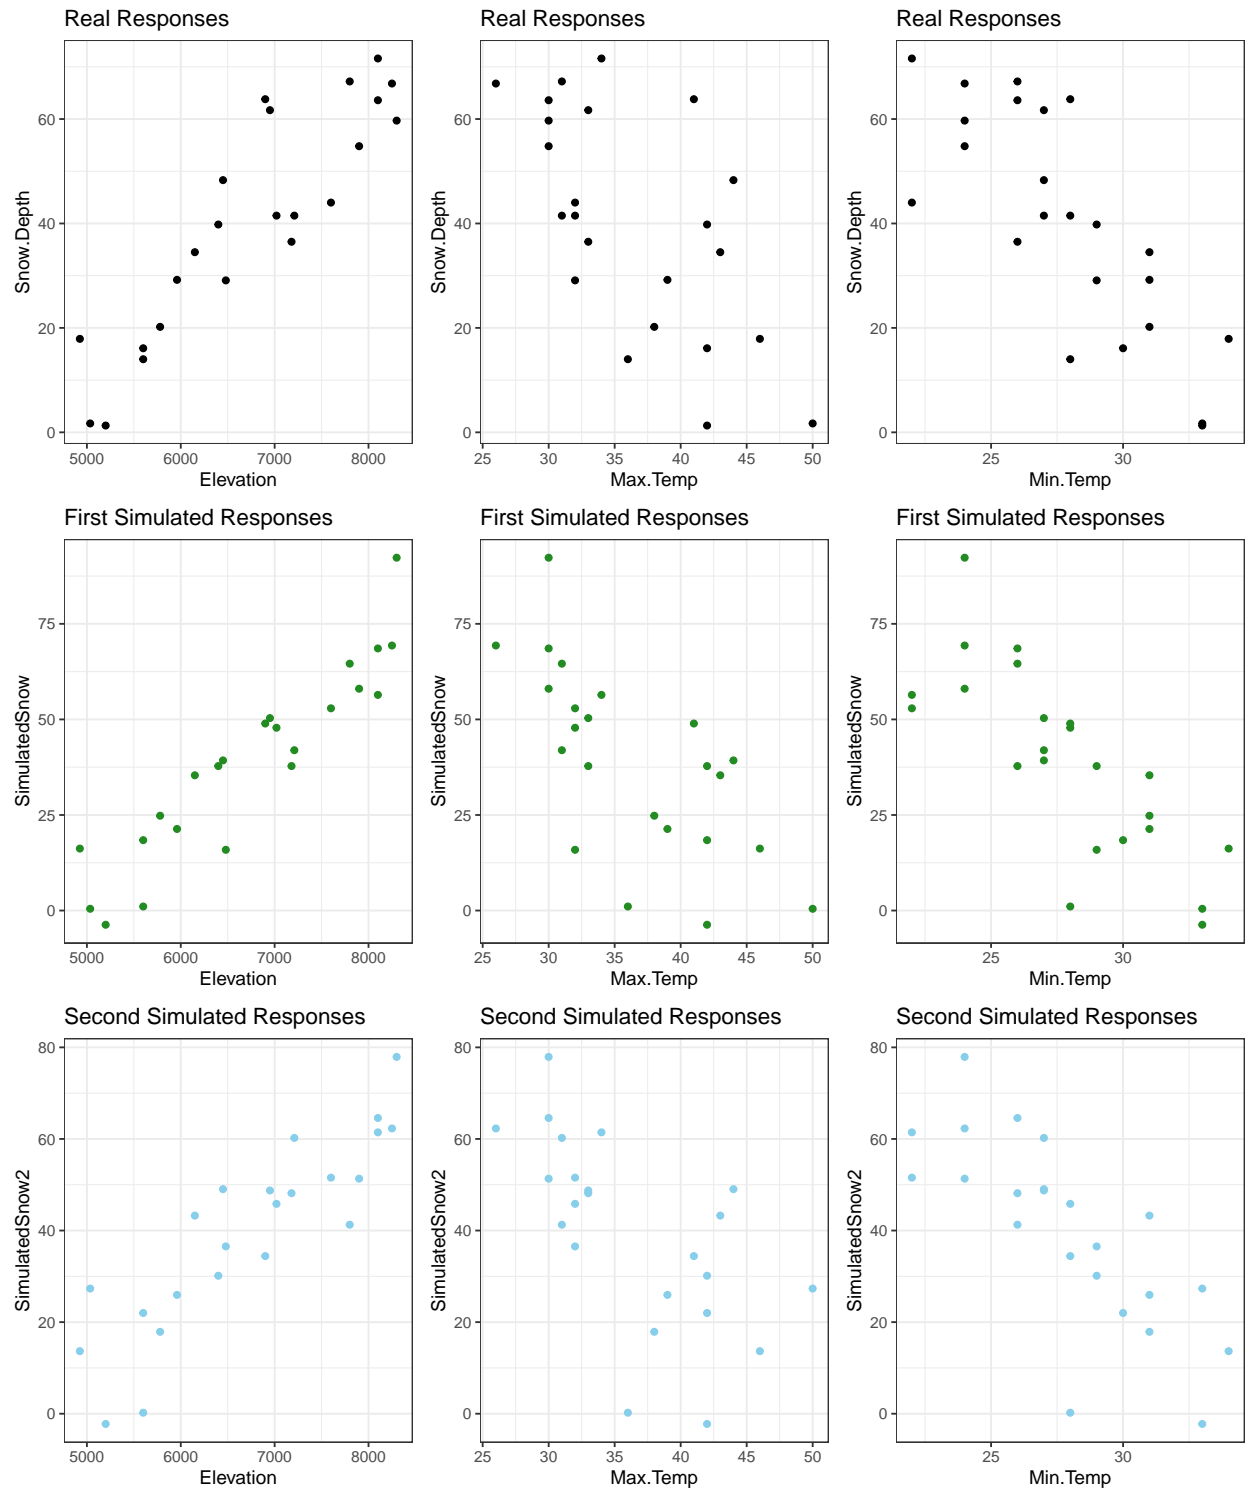 Real Responses
Snow.Depth
60
40
20
0
5000 6000 7000 8000
Elevation
Real Responses
Snow.Depth
60
40
20
0
25 30 35 40 45 50
Max.Temp
Real Responses
Snow.Depth
60
40
20
0
25 30
Min.Temp
First Simulated Responses
SimulatedSnow
75
50
25
0
5000 6000 7000 8000
Elevation
First Simulated Responses
SimulatedSnow
75
50
25
0
25 30 35 40 45 50
Max.Temp
First Simulated Responses
SimulatedSnow
75
50
25
0
25 30
Min.Temp
Second Simulated Responses
SimulatedSnow2
80
60
40
20
0
5000 6000 7000 8000
Elevation
Second Simulated Responses
SimulatedSnow2
80
60
40
20
0
25 30 35 40 45 50
Max.Temp
Second Simulated Responses
SimulatedSnow2
80
60
40
20
0
25 30
Min.Temp